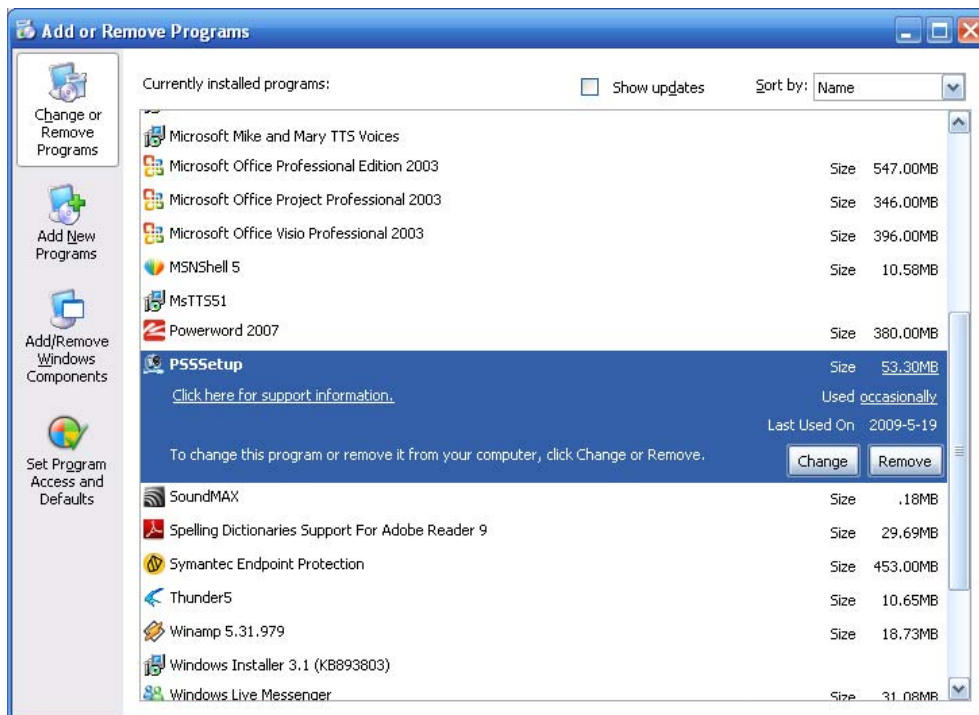 Add or Remove Programs
Change or
Remove
Programs
Add New
Programs
Add/Remove
Windows
Components
Set Program
Access and
Defaults
Currently installed programs:
Show updates
Sort by: Name
Microsoft Mike and Mary TTS Voices
Microsoft Office Professional Edition 2003 Size 547.00MB
Microsoft Office Project Professional 2003 Size 346.00MB
Microsoft Office Visio Professional 2003 Size 396.00MB
MSNShell 5 Size 10.58MB
MsTTS51
Powerword 2007 Size 380.00MB
PSSSetup Size 53.30MB
Click here for support information. Used occasionally
Last Used On 2009-5-19
To change this program or remove it from your computer, click Change or Remove. Change Remove
SoundMAX Size .18MB
Spelling Dictionaries Support For Adobe Reader 9 Size 29.69MB
Symantec Endpoint Protection Size 453.00MB
Thunder5 Size 10.65MB
Winamp 5.31.979 Size 18.73MB
Windows Installer 3.1 (KB893803)
Windows Live Messenger Size 31.08MB